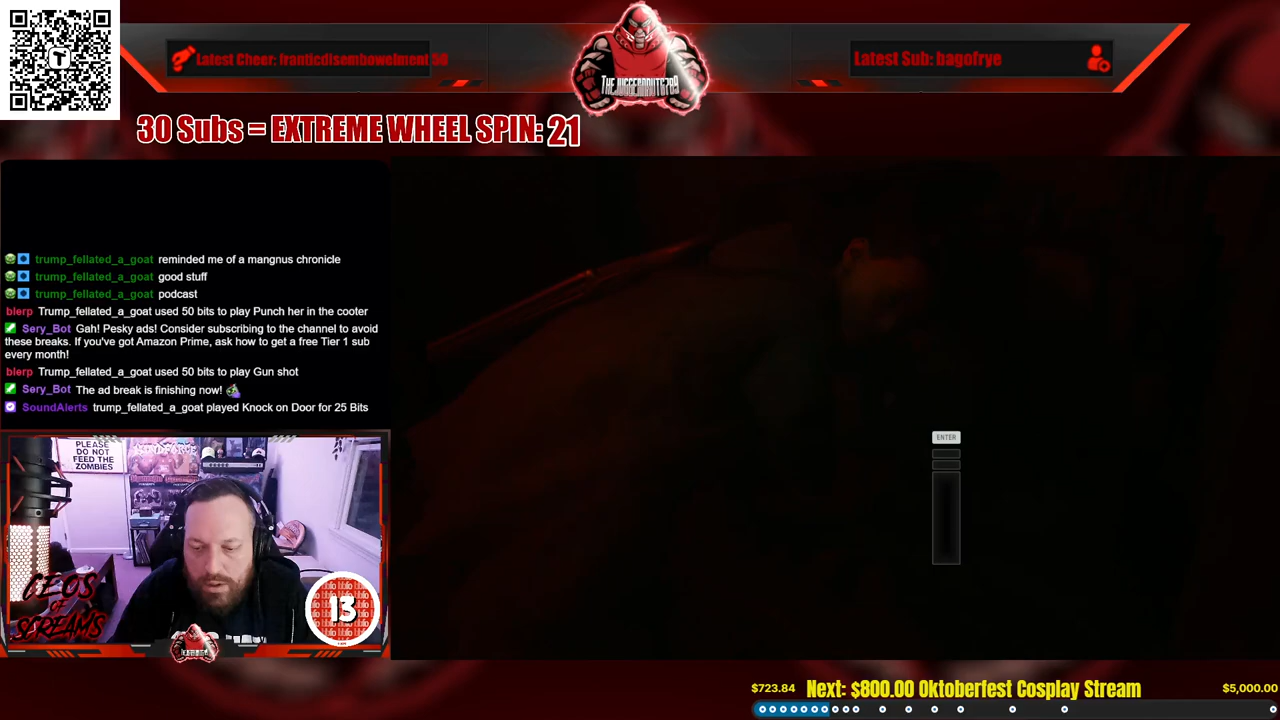 Latest Cheer: franticdisembowelment 50
THEJUGGERNAUT6789
Latest Sub: bagofrye
30 Subs = EXTREME WHEEL SPIN: 21
trump_fellated_a_goat reminded me of a mangnus chronicle
trump_fellated_a_goat good stuff
trump_fellated_a_goat podcast
blerp Trump_fellated_a_goat used 50 bits to play Punch her in the cooter
Sery_Bot Gah! Pesky ads! Consider subscribing to the channel to avoid
these breaks. If you've got Amazon Prime, ask how to get a free Tier 1 sub
every month!
blerp Trump_fellated_a_goat used 50 bits to play Gun shot
Sery_Bot The ad break is finishing now!
SoundAlerts trump_fellated_a_goat played Knock on Door for 25 Bits
PLEASE
DO NOT
FEED THE
ZOMBIES
CEOS
OF
SCREAMS
13
ENTER
$723.84 Next: $800.00 Oktoberfest Cosplay Stream $5,000.00